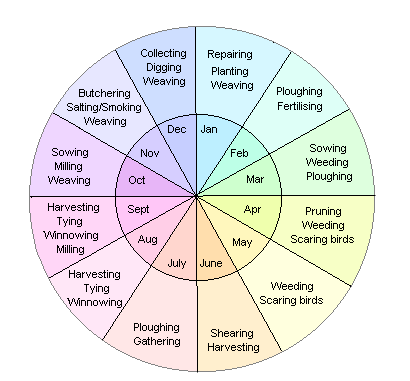 Repairing
Planting
Weaving
Jan
Ploughing
Fertilising
Feb
Sowing
Weeding
Ploughing
Mar
Pruning
Weeding
Scaring birds
Apr
Weeding
Scaring birds
May
Shearing
Harvesting
June
Ploughing
Gathering
July
Harvesting
Tying
Winnowing
Aug
Harvesting
Tying
Winnowing
Milling
Sept
Sowing
Milling
Weaving
Oct
Butchering
Salting/Smoking
Weaving
Nov
Collecting
Digging
Weaving
Dec